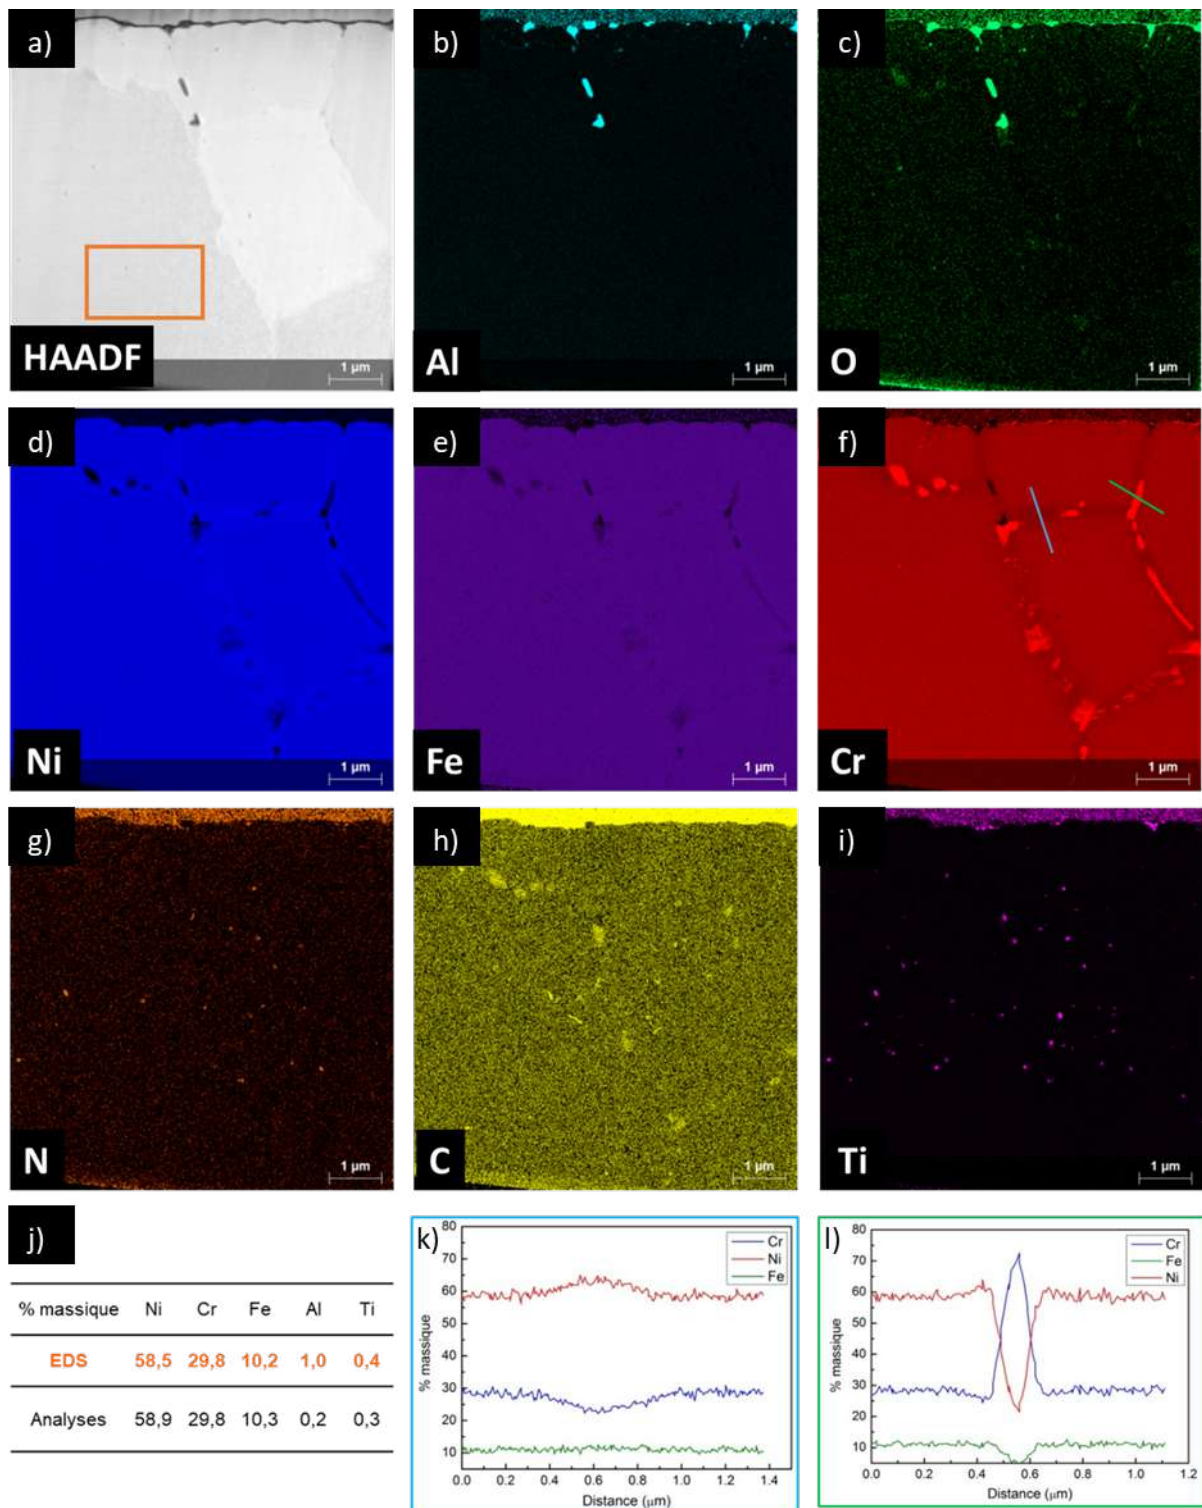 a)
HAADF
1 µm
b)
Al
1 µm
c)
O
1 µm
d)
Ni
1 µm
e)
Fe
1 µm
f)
Cr
1 µm
g)
N
1 µm
h)
C
1 µm
i)
Ti
1 µm
j)
% massique Ni Cr Fe Al Ti
EDS 58,5 29,8 10,2 1,0 0,4
Analyses 58,9 29,8 10,3 0,2 0,3
k)
80
70
60
50
40
30
20
10
% massique
Cr
Ni
Fe
0.0 0.2 0.4 0.6 0.8 1.0 1.2 1.4
Distance (µm)
l)
80
70
60
50
40
30
20
10
% massique
Cr
Fe
Ni
0.0 0.2 0.4 0.6 0.8 1.0 1.2
Distance (µm)